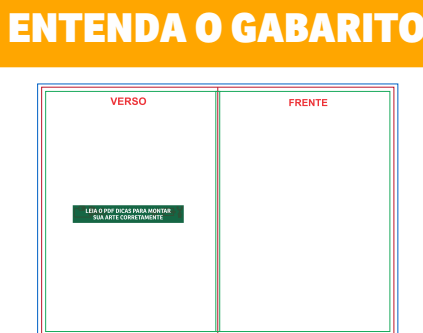 ENTENDA O GABARITO
VERSO
FRENTE
LEIA O PDF DICAS PARA MONTAR
SUA ARTE CORRETAMENTE